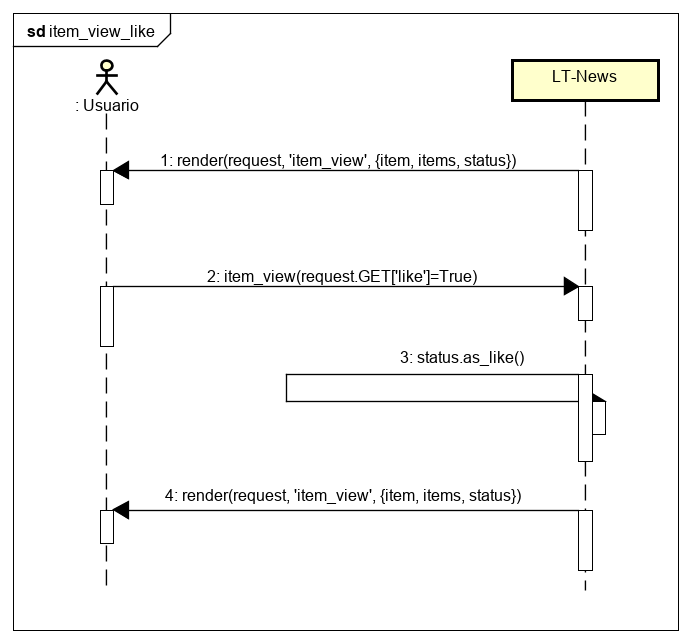 sd item_view_like
: Usuario
LT-News
1: render(request, 'item_view', {item, items, status})
2: item_view(request.GET['like']=True)
3: status.as_like()
4: render(request, 'item_view', {item, items, status})